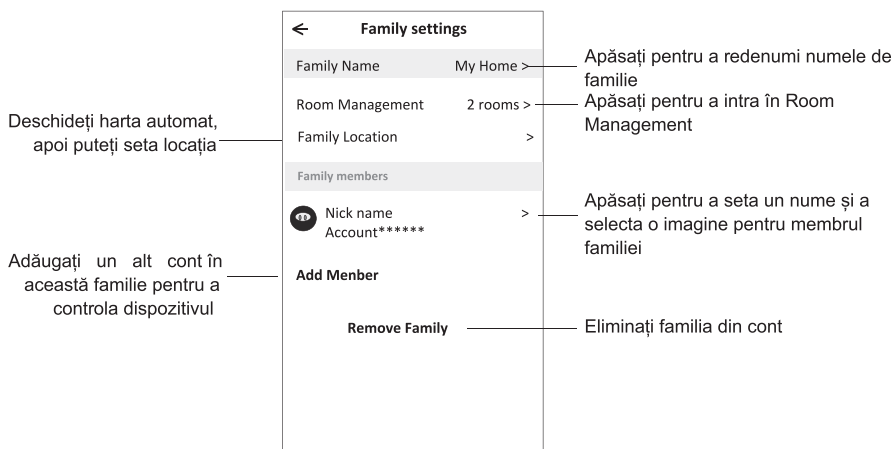 Family settings
Family Name My Home >
Room Management 2 rooms >
Family Location >
Family members
Nick name >
Account******
Add Menber
Remove Family
Deschideți harta automat,
apoi puteți seta locația
Adăugați un alt cont în
această familie pentru a
controla dispozitivul
Apăsați pentru a redenumi numele de
familie
Apăsați pentru a intra în Room
Management
Apăsați pentru a seta un nume și a
selecta o imagine pentru membrul
familiei
Eliminați familia din cont